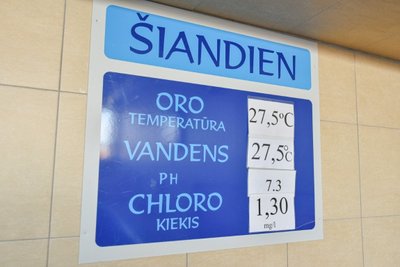 ŠIANDIEN
ORO 27,5°C
TEMPERATŪRA
VANDENS 27,5°C
PH 7.3
CHLORO 1,30
KIEKIS mg/l